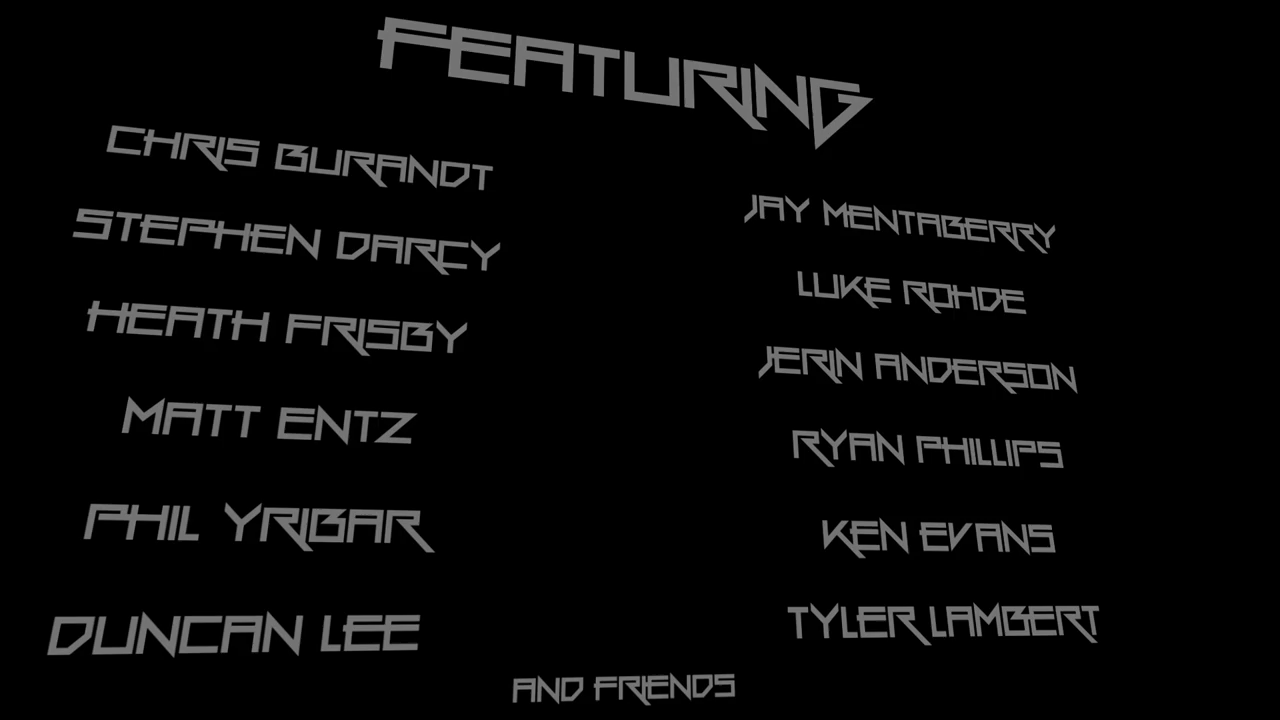 FEATURING
CHRIS BURANDT
STEPHEN DARCY
HEATH FRISBY
MATT ENTZ
PHIL YRIBAR
DUNCAN LEE
JAY MENTABERRY
LUKE ROHDE
JERIN ANDERSON
RYAN PHILLIPS
KEN EVANS
TYLER LAMBERT
AND FRIENDS